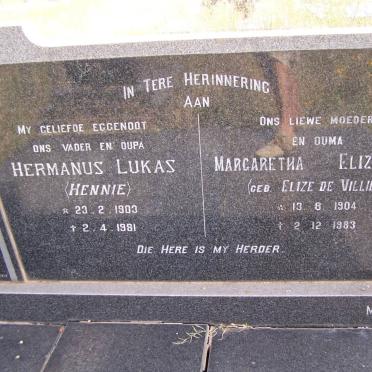 In Tere Herinnering
aan
My geliefde eggenoot
ons vader en oupa
Hermanus Lukas
(Hennie)
* 23.2.1903
† 2.4.1981
Ons liewe moeder
en ouma
Margaretha Eliz
(geb. Elize de Villie
* 13.6.1904
† 2.12.1983
Die Here is my Herder.
M